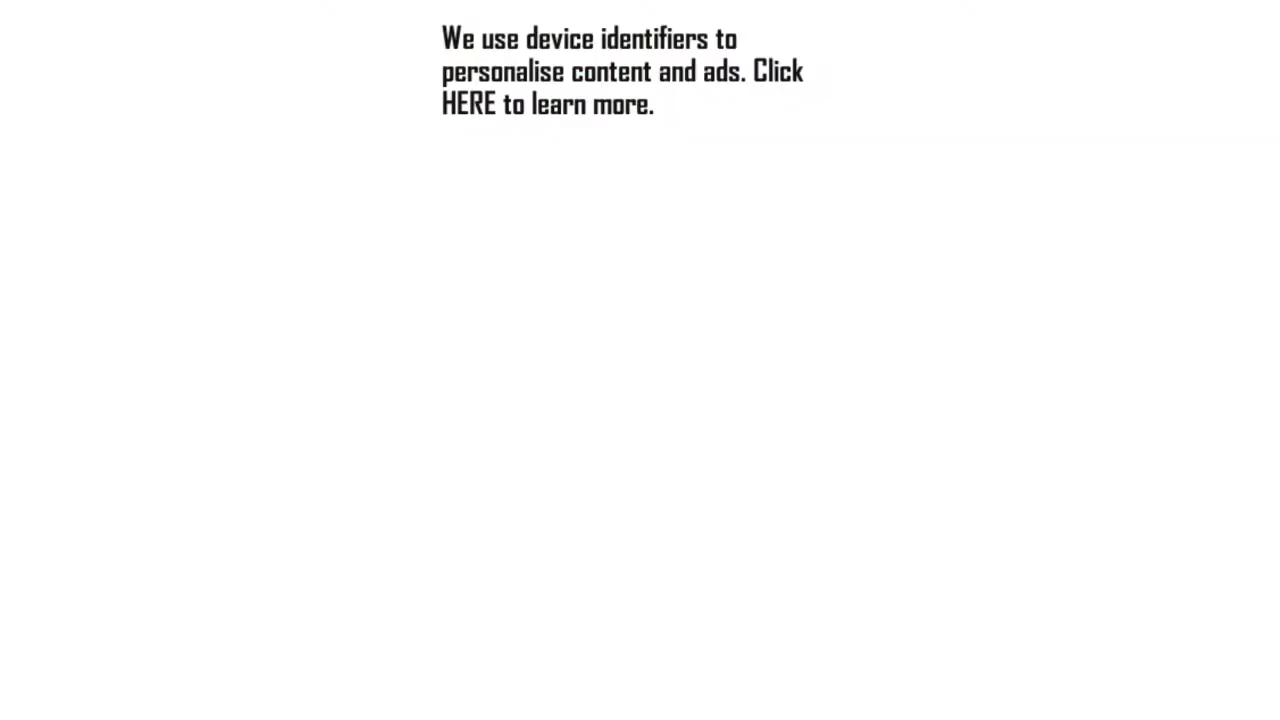 We use device identifiers to
personalise content and ads. Click
HERE to learn more.